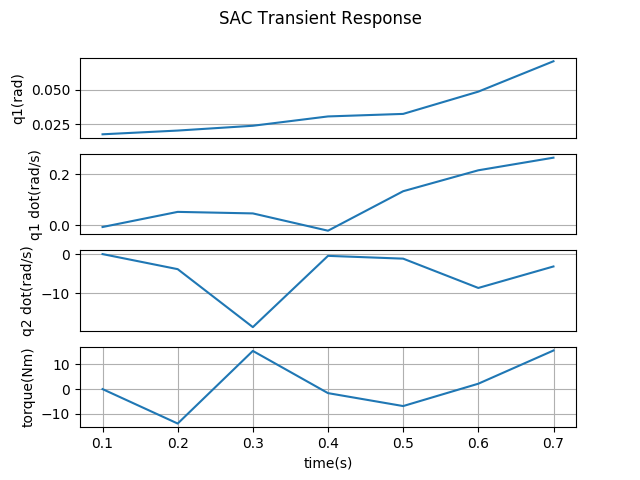 SAC Transient Response
q1(rad)
0.050
0.025
q1 dot(rad/s)
0.2
0.0
q2 dot(rad/s)
0
−10
torque(Nm)
10
0
−10
0.1 0.2 0.3 0.4 0.5 0.6 0.7
time(s)